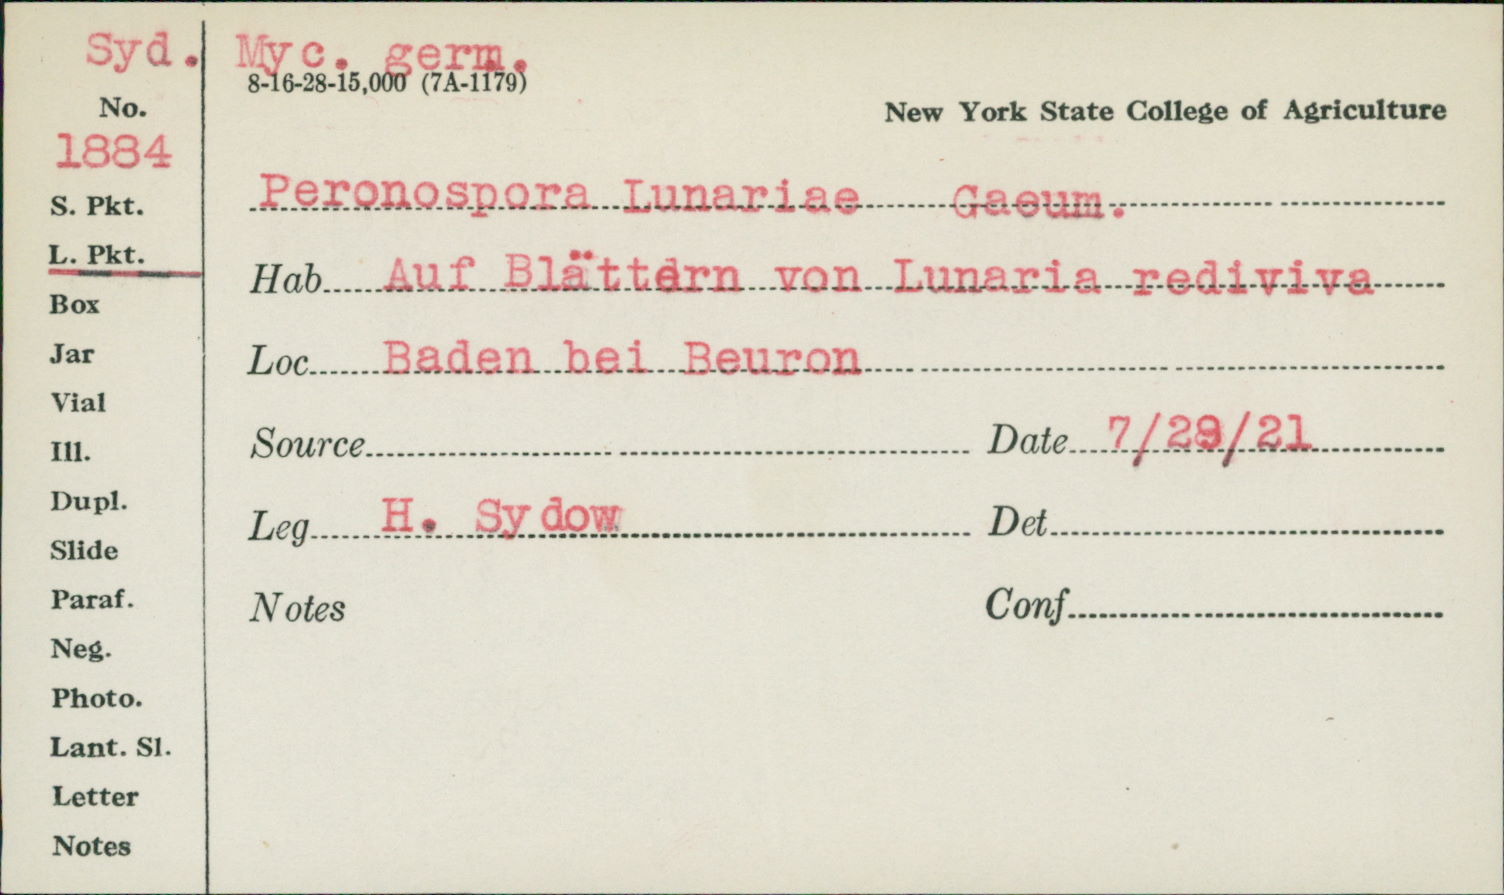 Syd. Myc. germ.
8-16-28-15,000 (7A-1179)
No.
New York State College of Agriculture
1884
Peronospora Lunariae Gaeum.
S. Pkt.
L. Pkt.
Hab Auf Blättern von Lunaria rediviva
Box
Jar
Loc Baden bei Beuron
Vial
Ill.
Source Date 7/29/21
Dupl.
Leg H. Sydow Det
Slide
Paraf.
Notes Conf
Neg.
Photo.
Lant. Sl.
Letter
Notes